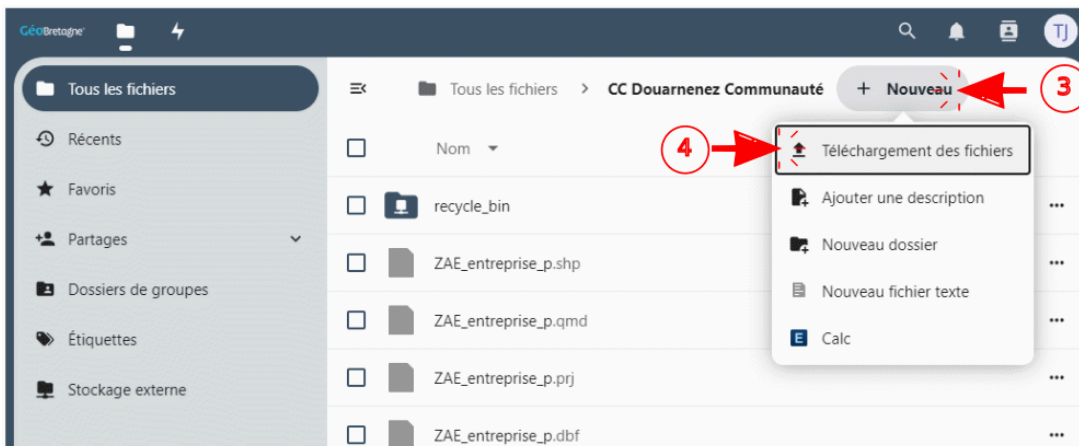 GéoBretagne
TJ
Tous les fichiers
Tous les fichiers > CC Douarnenez Communauté + Nouveau
3
Récents
Nom
4
Téléchargement des fichiers
Favoris
recycle_bin
Ajouter une description
Partages
Nouveau dossier
ZAE_entreprise_p.shp
Dossiers de groupes
Nouveau fichier texte
ZAE_entreprise_p.qmd
Étiquettes
E Calc
ZAE_entreprise_p.prj
Stockage externe
ZAE_entreprise_p.dbf